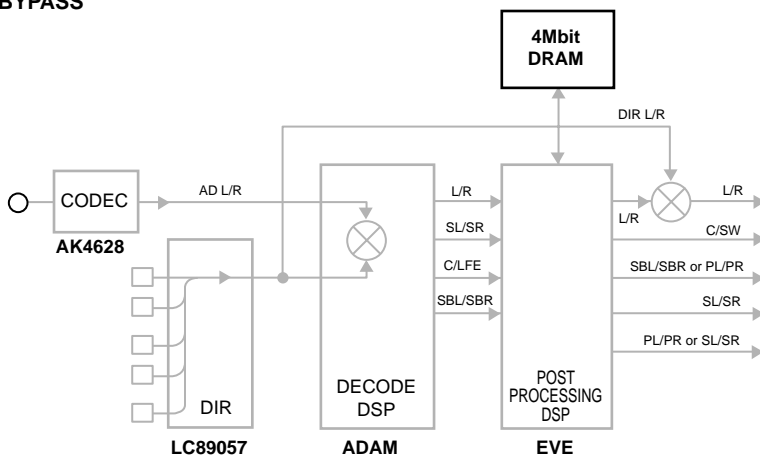 BYPASS
4Mbit
DRAM
DIR L/R
CODEC
AD L/R
L/R
L/R
L/R
AK4628
SL/SR
C/SW
C/LFE
SBL/SBR or PL/PR
SBL/SBR
SL/SR
PL/PR or SL/SR
DIR
DECODE
DSP
POST
PROCESSING
DSP
LC89057
ADAM
EVE